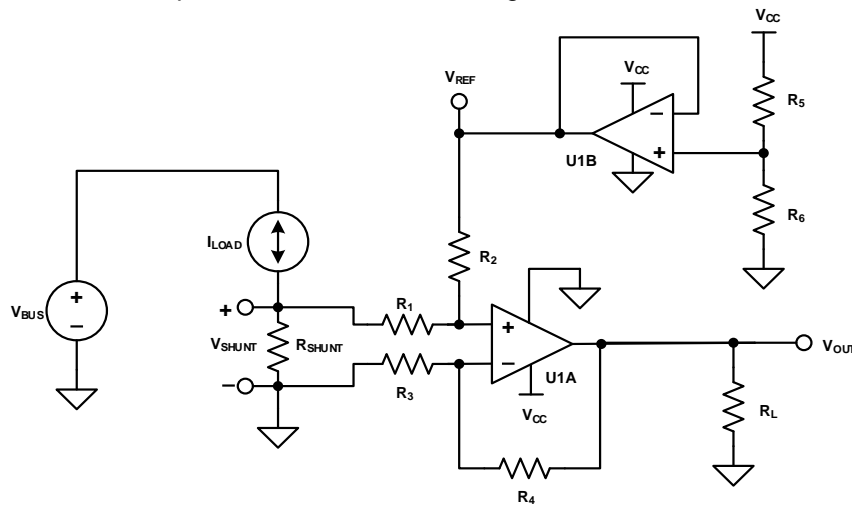 VCC
VREF
VCC
R5
−
+
U1B
R6
ILOAD
R2
VBUS
+
−
+
R1
+
VSHUNT
RSHUNT
−
VOUT
−
R3
U1A
VCC
RL
R4